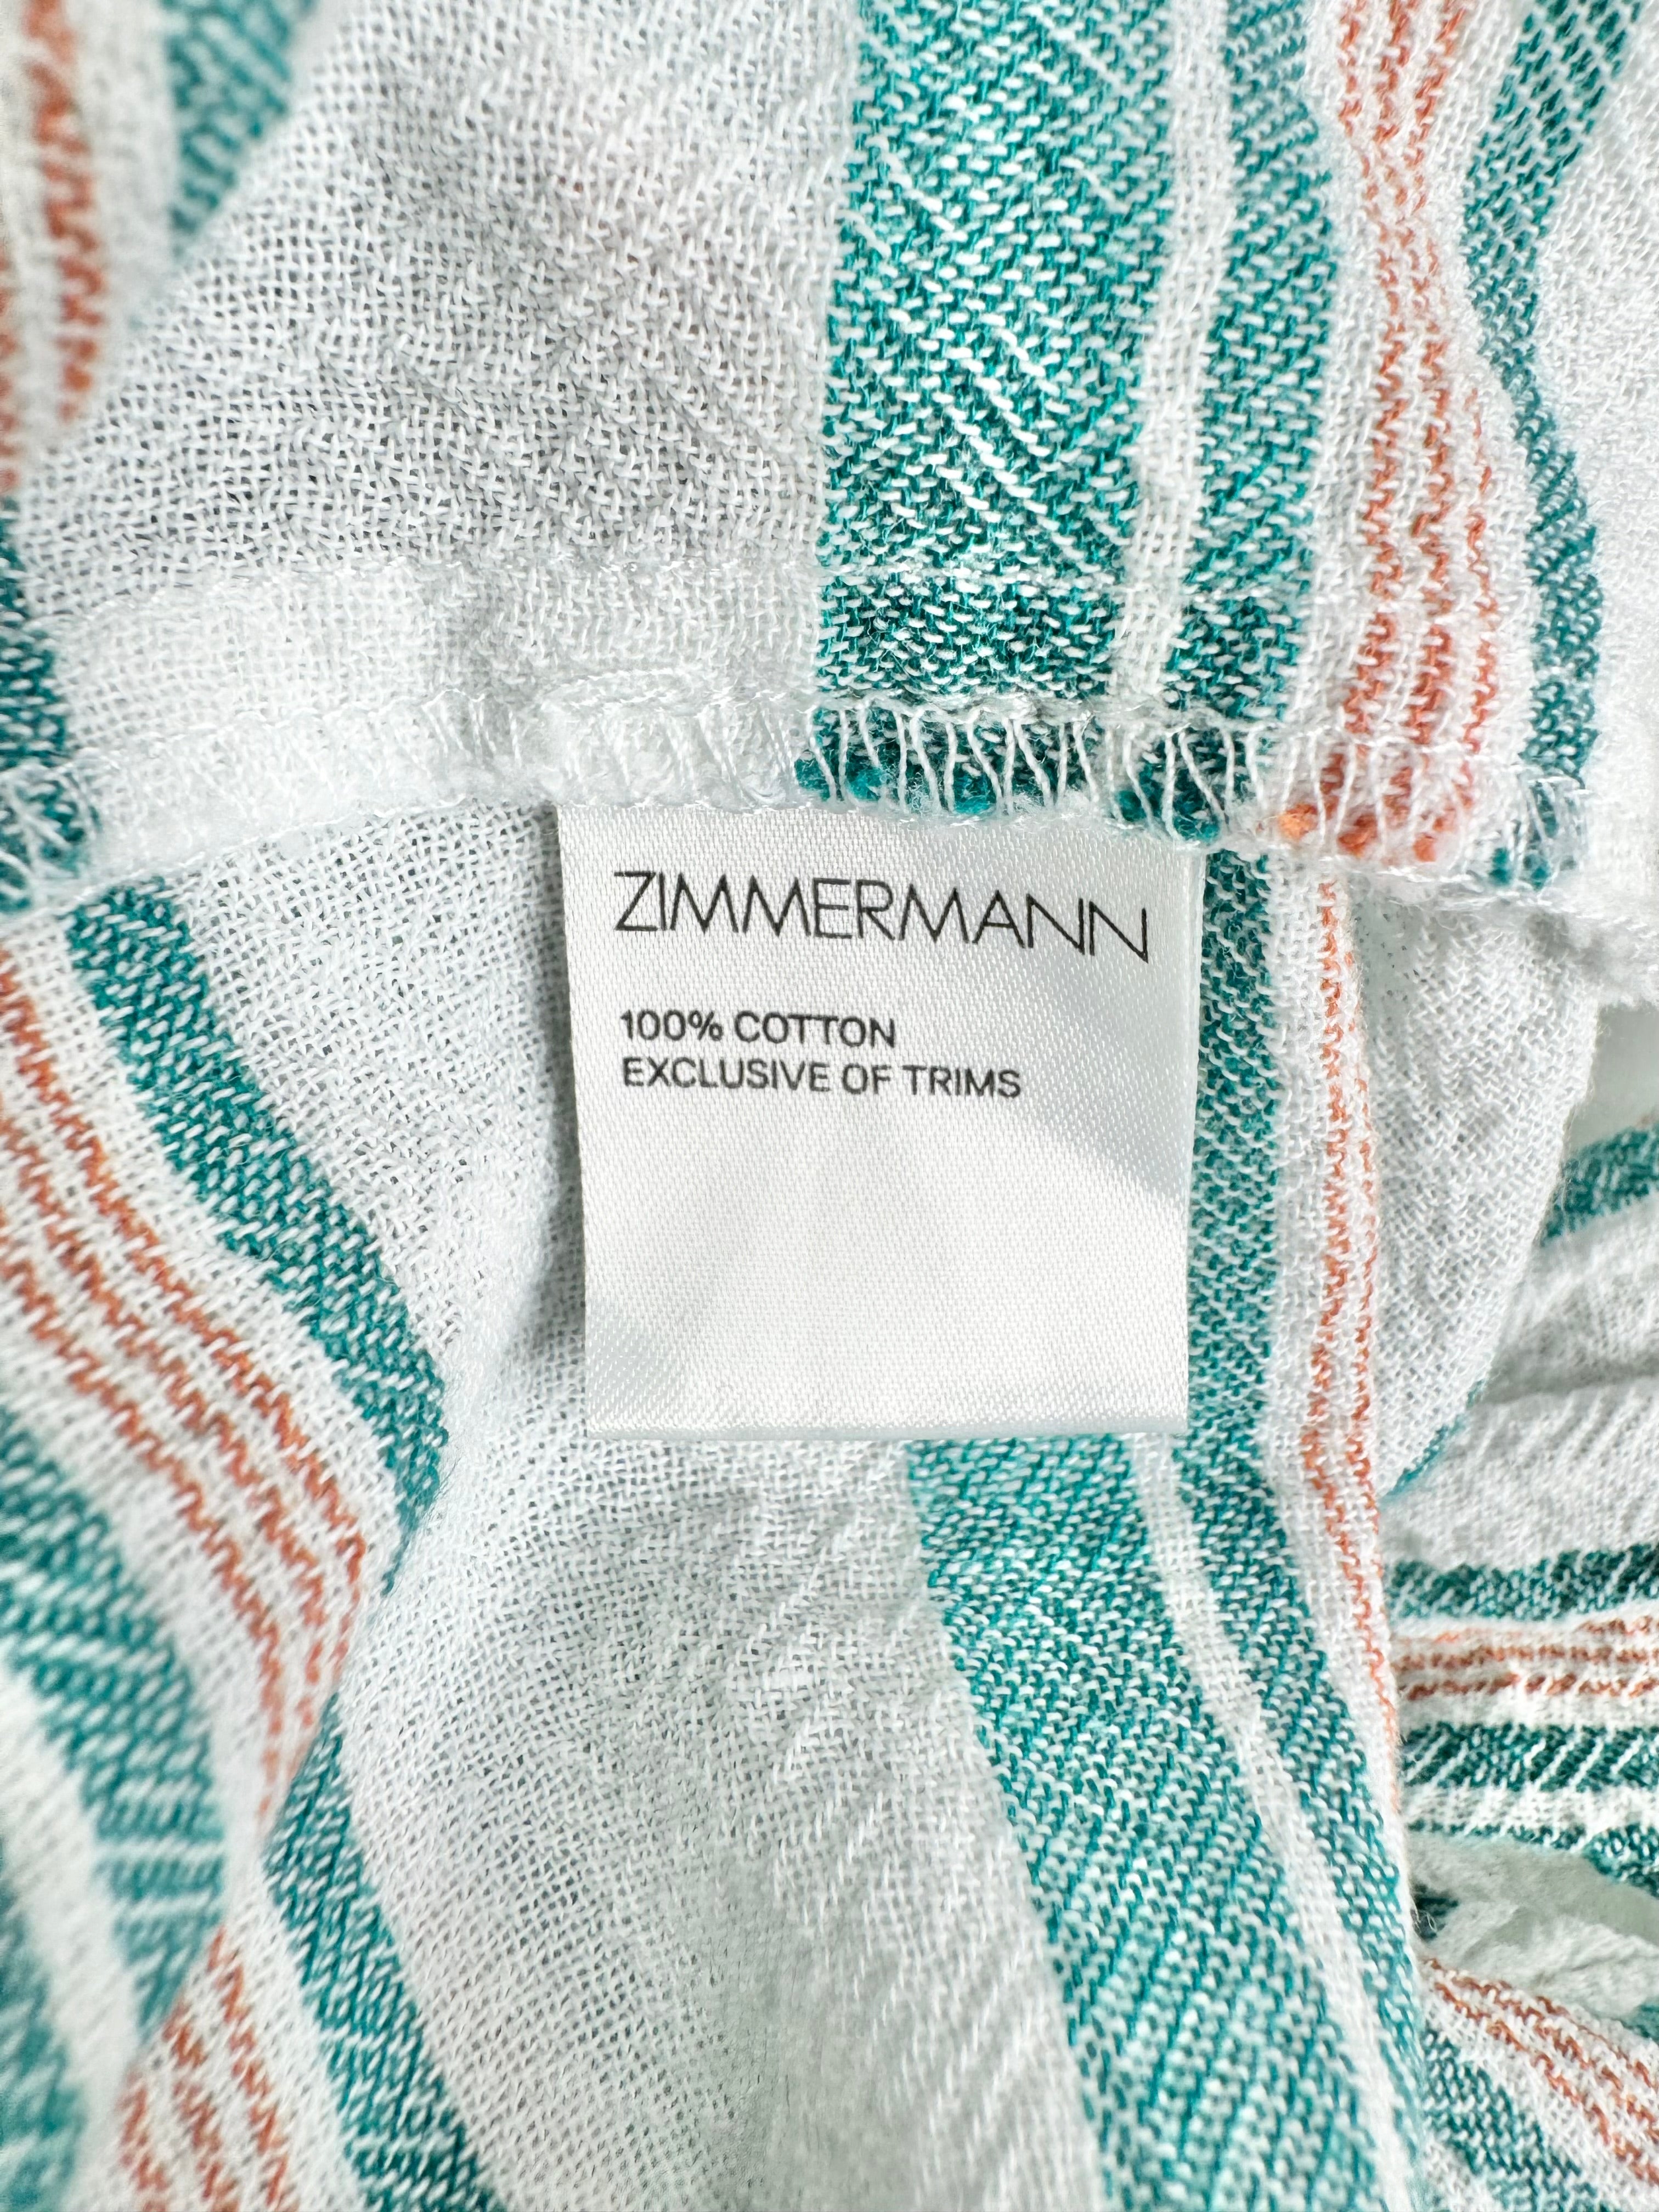 ZIMMERMANN
100% COTTON
EXCLUSIVE OF TRIMS